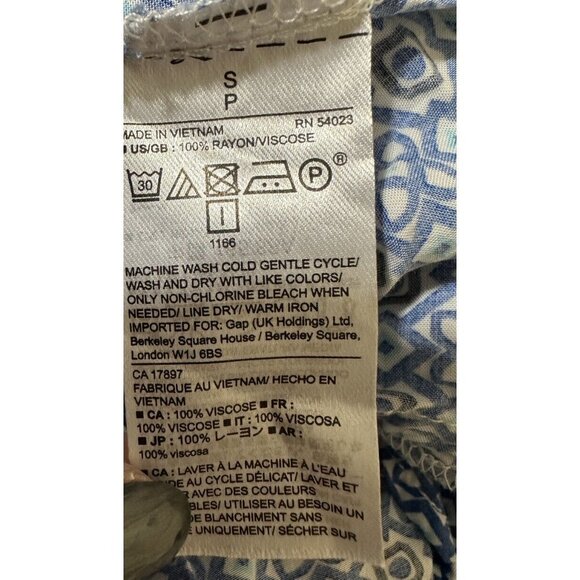 S
P
MADE IN VIETNAM RN 54023
■ US/GB : 100% RAYON/VISCOSE
30 P ®
1166
MACHINE WASH COLD GENTLE CYCLE/
WASH AND DRY WITH LIKE COLORS/
ONLY NON-CHLORINE BLEACH WHEN
NEEDED/ LINE DRY/ WARM IRON
IMPORTED FOR: Gap (UK Holdings) Ltd,
Berkeley Square House / Berkeley Square,
London W1J 6BS
CA 17897
FABRIQUE AU VIETNAM/ HECHO EN
VIETNAM
■ CA : 100% VISCOSE ■ FR :
100% VISCOSE ■ IT : 100% VISCOSA
■ JP : 100% レーヨン ■ AR :
100% viscosa
■ CA : LAVER À LA MACHINE À L'EAU
AU CYCLE DÉLICAT/ LAVER ET
AVEC DES COULEURS
UTILISER AU BESOIN UN
DE BLANCHIMENT SANS
UNIQUEMENT/ SÉCHER SUR